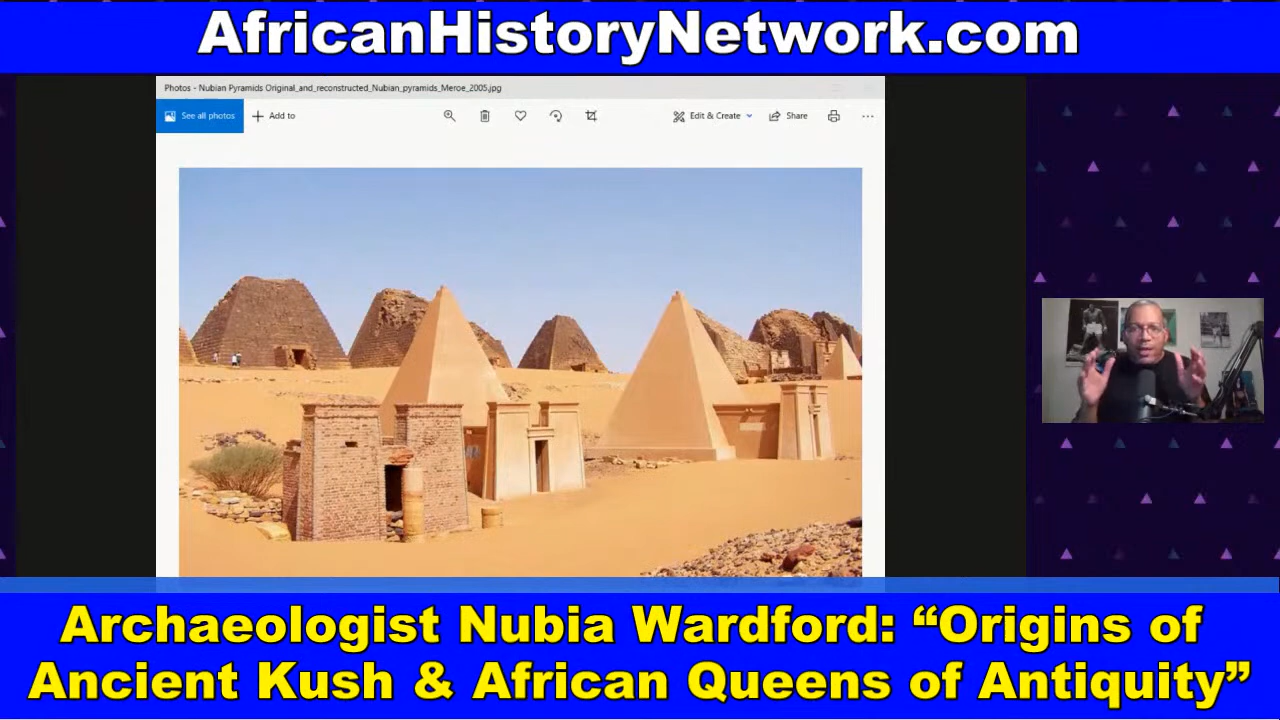 AfricanHistoryNetwork.com
Photos - Nubian Pyramids Original_and_reconstructed_Nubian_pyramids_Meroe_2005.jpg
See all photos Add to Edit & Create Share
Archaeologist Nubia Wardford: “Origins of
Ancient Kush & African Queens of Antiquity”